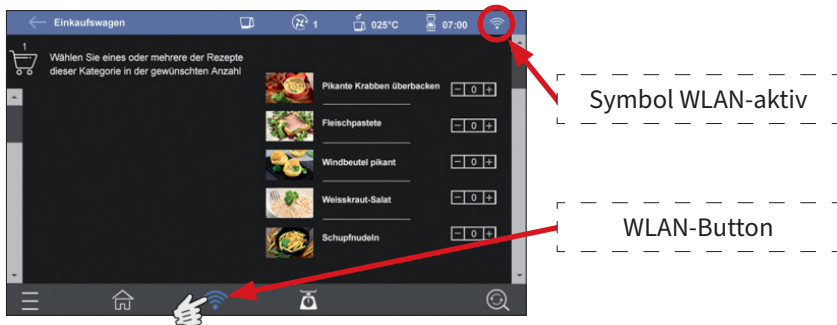 Einkaufswagen
1
025°C
07:00
1
Wählen Sie eines oder mehrere der Rezepte
dieser Kategorie in der gewünschten Anzahl
Pikante Krabben überbacken
- 0 +
Fleischpastete
- 0 +
Windbeutel pikant
- 0 +
Weisskraut-Salat
- 0 +
Schupfnudeln
- 0 +
Symbol WLAN-aktiv
WLAN-Button